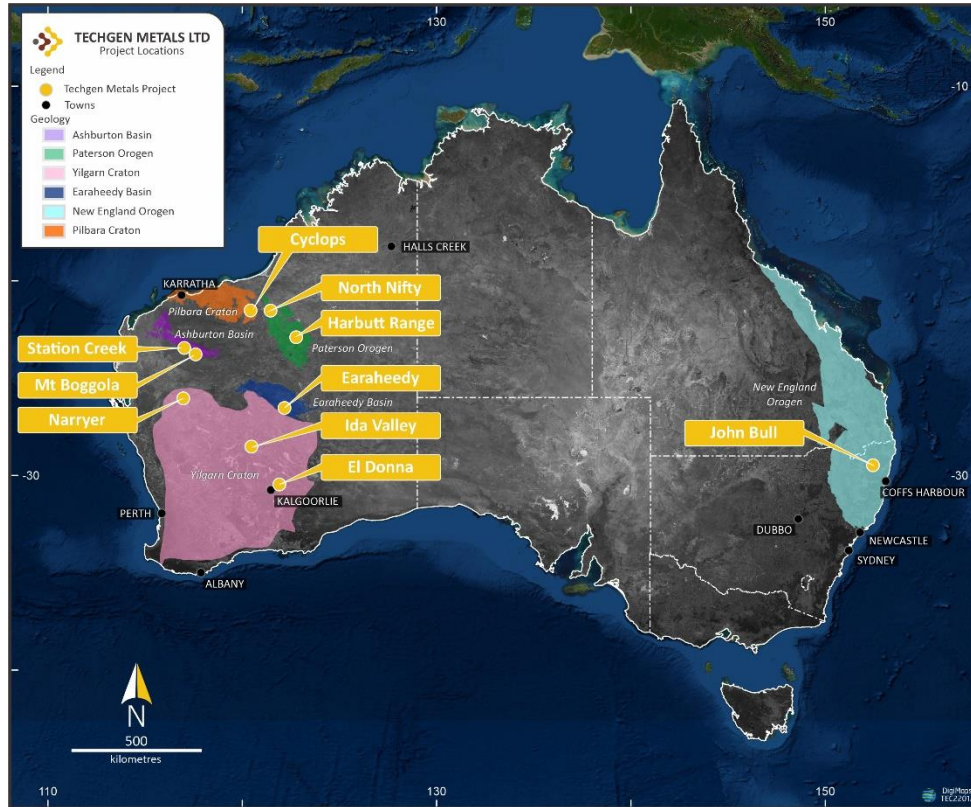 TECHGEN METALS LTD
Project Locations
Legend
Techgen Metals Project
Towns
Geology
Ashburton Basin
Paterson Orogen
Yilgarn Craton
Earaheedy Basin
New England Orogen
Pilbara Craton
130
150
-10
-10
Cyclops
HALLS CREEK
KARRATHA
North Nifty
Pilbara Craton
Harbutt Range
Ashburton Basin
Station Creek
Paterson Orogen
Mt Boggola
Earaheedy
New England
Orogen
Narryer
Earaheedy Basin
Ida Valley
John Bull
Yilgarn Craton
El Donna
-30
-30
KALGOORLIE
COFFS HARBOUR
PERTH
DUBBO
NEWCASTLE
SYDNEY
ALBANY
N
500
kilometres
110
130
150
DigiMaps